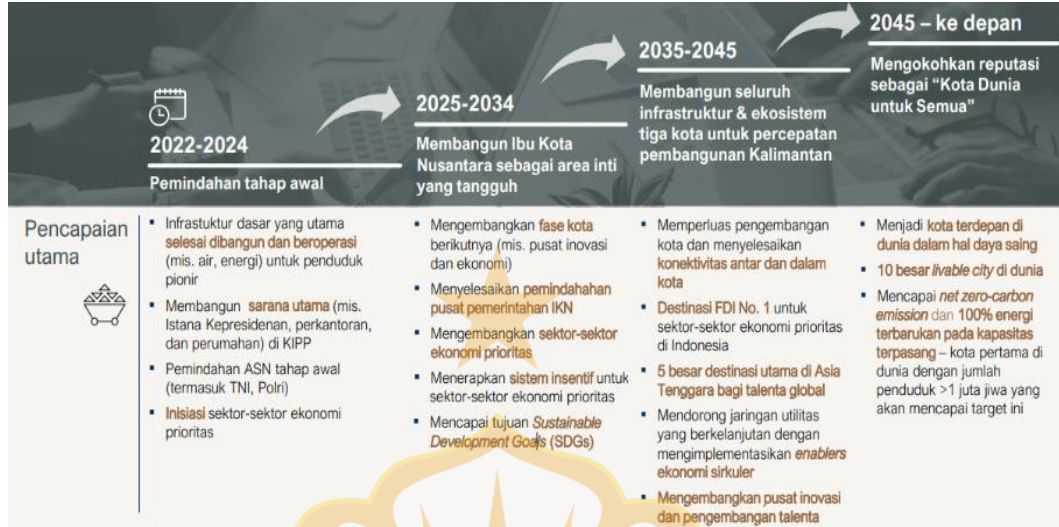 2022-2024
Pemindahan tahap awal
2025-2034
Membangun Ibu Kota
Nusantara sebagai area inti
yang tangguh
2035-2045
Membangun seluruh
infrastruktur & ekosistem
tiga kota untuk percepatan
pembangunan Kalimantan
2045 – ke depan
Mengokohkan reputasi
sebagai “Kota Dunia
untuk Semua”
Pencapaian
utama
▪ Infrastuktur dasar yang utama
selesai dibangun dan beroperasi
(mis. air, energi) untuk penduduk
pionir
▪ Membangun sarana utama (mis.
Istana Kepresidenan, perkantoran,
dan perumahan) di KIPP
▪ Pemindahan ASN tahap awal
(termasuk TNI, Polri)
▪ Inisiasi sektor-sektor ekonomi
prioritas
▪ Mengembangkan fase kota
berikutnya (mis. pusat inovasi
dan ekonomi)
▪ Menyelesaikan pemindahahan
pusat pemerintahan IKN
▪ Mengembangkan sektor-sektor
ekonomi prioritas
▪ Menerapkan sistem insentif untuk
sektor-sektor ekonomi prioritas
▪ Mencapai tujuan Sustainable
Development Goals (SDGs)
▪ Memperluas pengembangan
kota dan menyelesaikan
konektivitas antar dan dalam
kota
▪ Destinasi FDI No. 1 untuk
sektor-sektor ekonomi prioritas
di Indonesia
▪ 5 besar destinasi utama di Asia
Tenggara bagi talenta global
▪ Mendorong jaringan utilitas
yang berkelanjutan dengan
mengimplementasikan enablers
ekonomi sirkuler
▪ Mengembangkan pusat inovasi
dan pengembangan talenta
▪ Menjadi kota terdepan di
dunia dalam hal daya saing
▪ 10 besar livable city di dunia
▪ Mencapai net zero-carbon
emission dan 100% energi
terbarukan pada kapasitas
terpasang – kota pertama di
dunia dengan jumlah
penduduk >1 juta jiwa yang
akan mencapai target ini